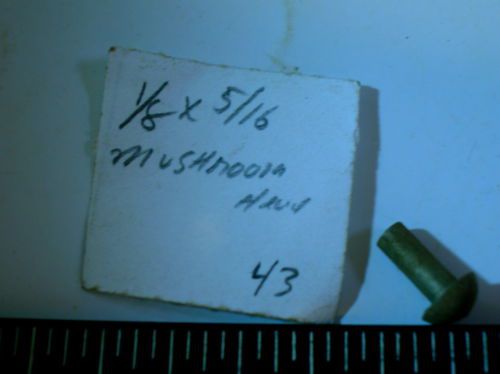 1/8 X 5/16
MUSHROOM
HEAD
43